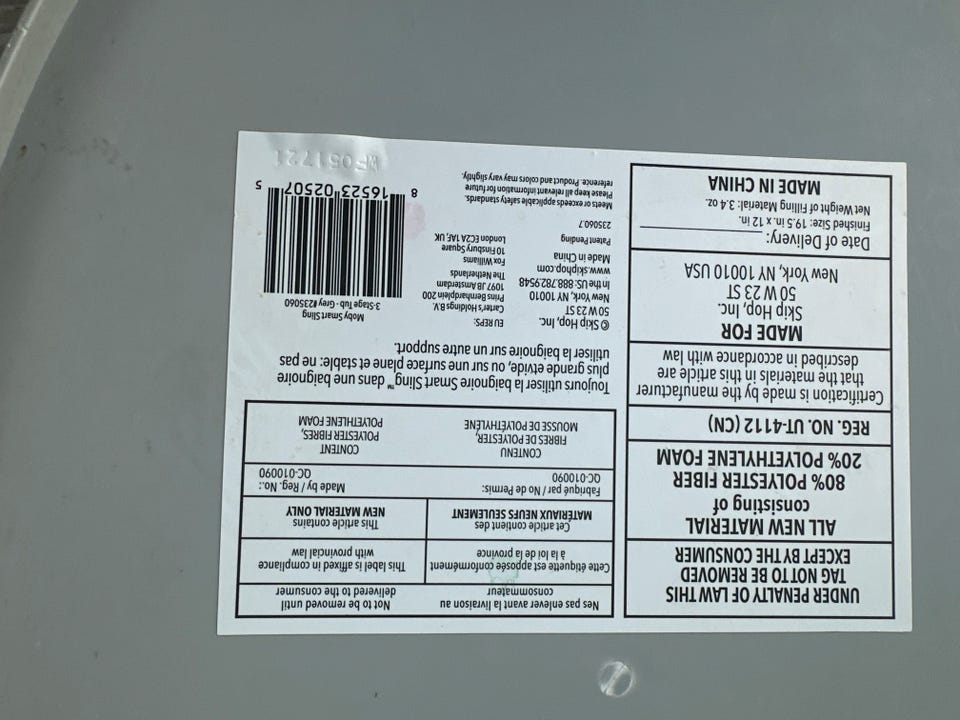 UNDER PENALTY OF LAW THIS
TAG NOT TO BE REMOVED
EXCEPT BY THE CONSUMER
ALL NEW MATERIAL
consisting of
80% POLYESTER FIBER
20% POLYETHYLENE FOAM
REG. NO. UT-4112 (CN)
Certification is made by the manufacturer
that the materials in this article are
described in accordance with law
MADE FOR
Skip Hop, Inc.
50 W 23 ST
New York, NY 10010 USA
Date of Delivery:
Finished Size: 19.5 in. x 12 in.
Net Weight of Filling Material: 3.4 oz.
MADE IN CHINA
Nes pas enlever avant la livraison au
consommateur
Not to be removed until
delivered to the consumer
Cette étiquette est apposée conformément
à la loi de la province
This label is affixed in compliance
with provincial law
Cet article contient des
MATÉRIAUX NEUFS SEULEMENT
This article contains
NEW MATERIAL ONLY
Fabriqué par / No de Permis:
QC-010090
Made by / Reg. No.:
QC-010090
CONTENU
FIBRES DE POLYESTER,
MOUSSE DE POLYÉTHYLÈNE
CONTENT
POLYESTER FIBRES,
POLYETHYLENE FOAM
Toujours utiliser la baignoire Smart Sling™ dans une baignoire
plus grande etvide, ou sur une surface plane et stable: ne pas
utiliser la baignoire sur un autre support.
© Skip Hop, Inc.
50 W 23 ST
New York, NY 10010
In the US: 888.782.9548
www.skiphop.com
Made in China
Patent Pending
235060.7
EU REPS:
Carter's Holdings B.V.
Prins Bernhardplein 200
1097 JB Amsterdam
The Netherlands
Fox Williams
10 Finsbury Square
London EC2A 1AF, UK
Meets or exceeds applicable safety standards.
Please keep all relevant information for future
reference. Product and colors may vary slightly.
Moby Smart Sling
3-Stage Tub - Grey #235060
8 16523 02507 5
WF051721